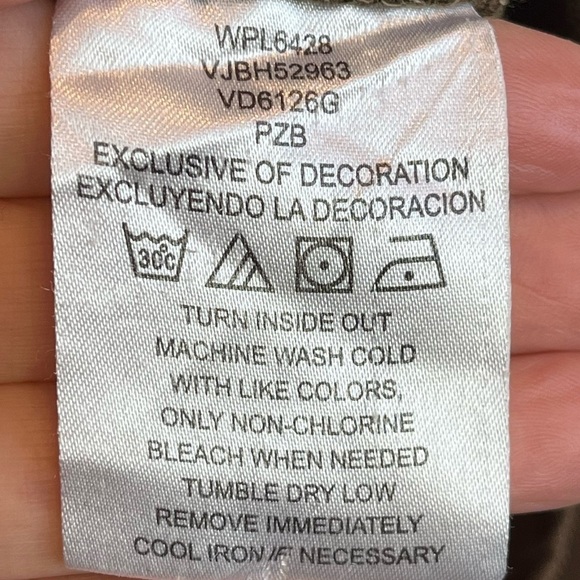 WPL6428
VJBH52963
VD6126G
PZB
EXCLUSIVE OF DECORATION
EXCLUYENDO LA DECORACION
30°C
TURN INSIDE OUT
MACHINE WASH COLD
WITH LIKE COLORS,
ONLY NON-CHLORINE
BLEACH WHEN NEEDED
TUMBLE DRY LOW
REMOVE IMMEDIATELY
COOL IRON IF NECESSARY